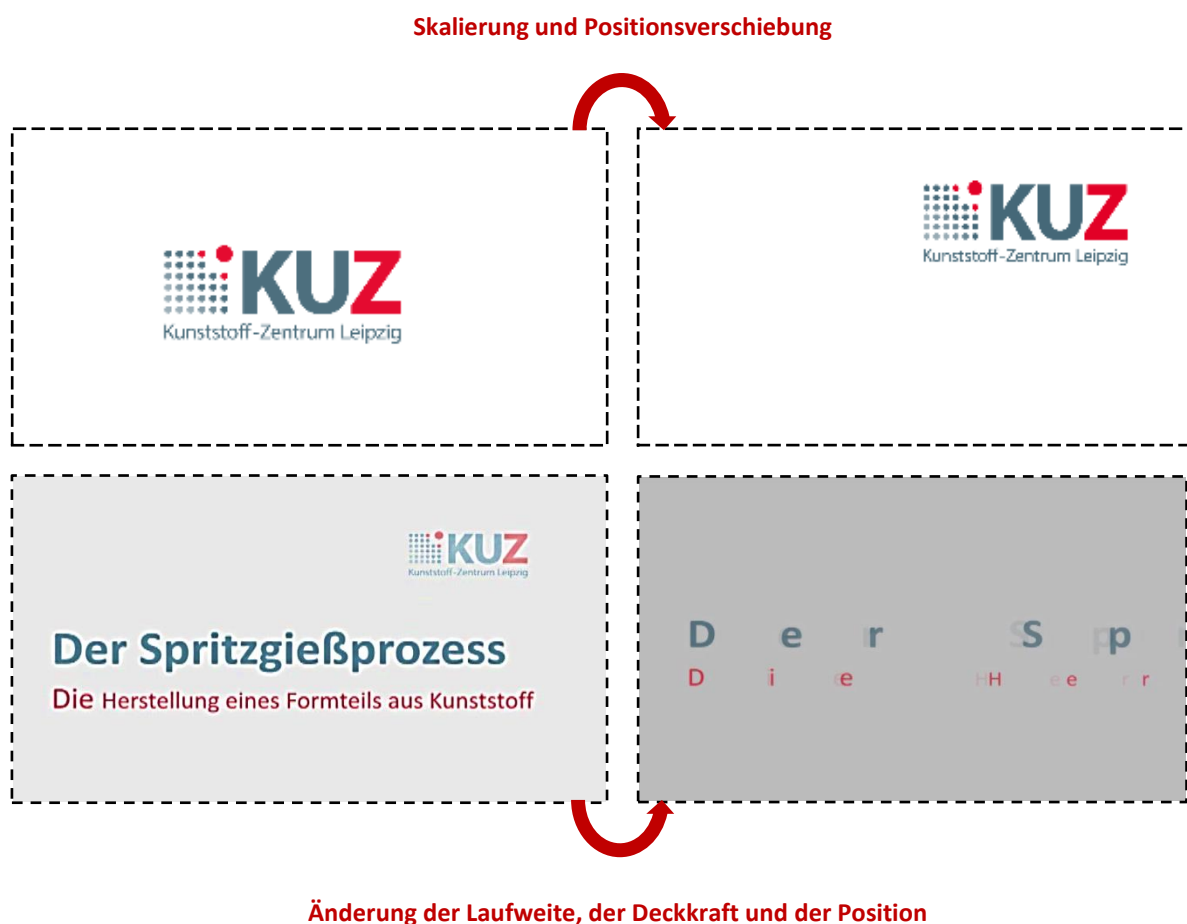 Skalierung und Positionsverschiebung
KUZ
Kunststoff-Zentrum Leipzig
KUZ
Kunststoff-Zentrum Leipzig
KUZ
Kunststoff-Zentrum Leipzig
Der Spritzgießprozess
Die Herstellung eines Formteils aus Kunststoff
D e r S p
D i e H e r
Änderung der Laufweite, der Deckkraft und der Position